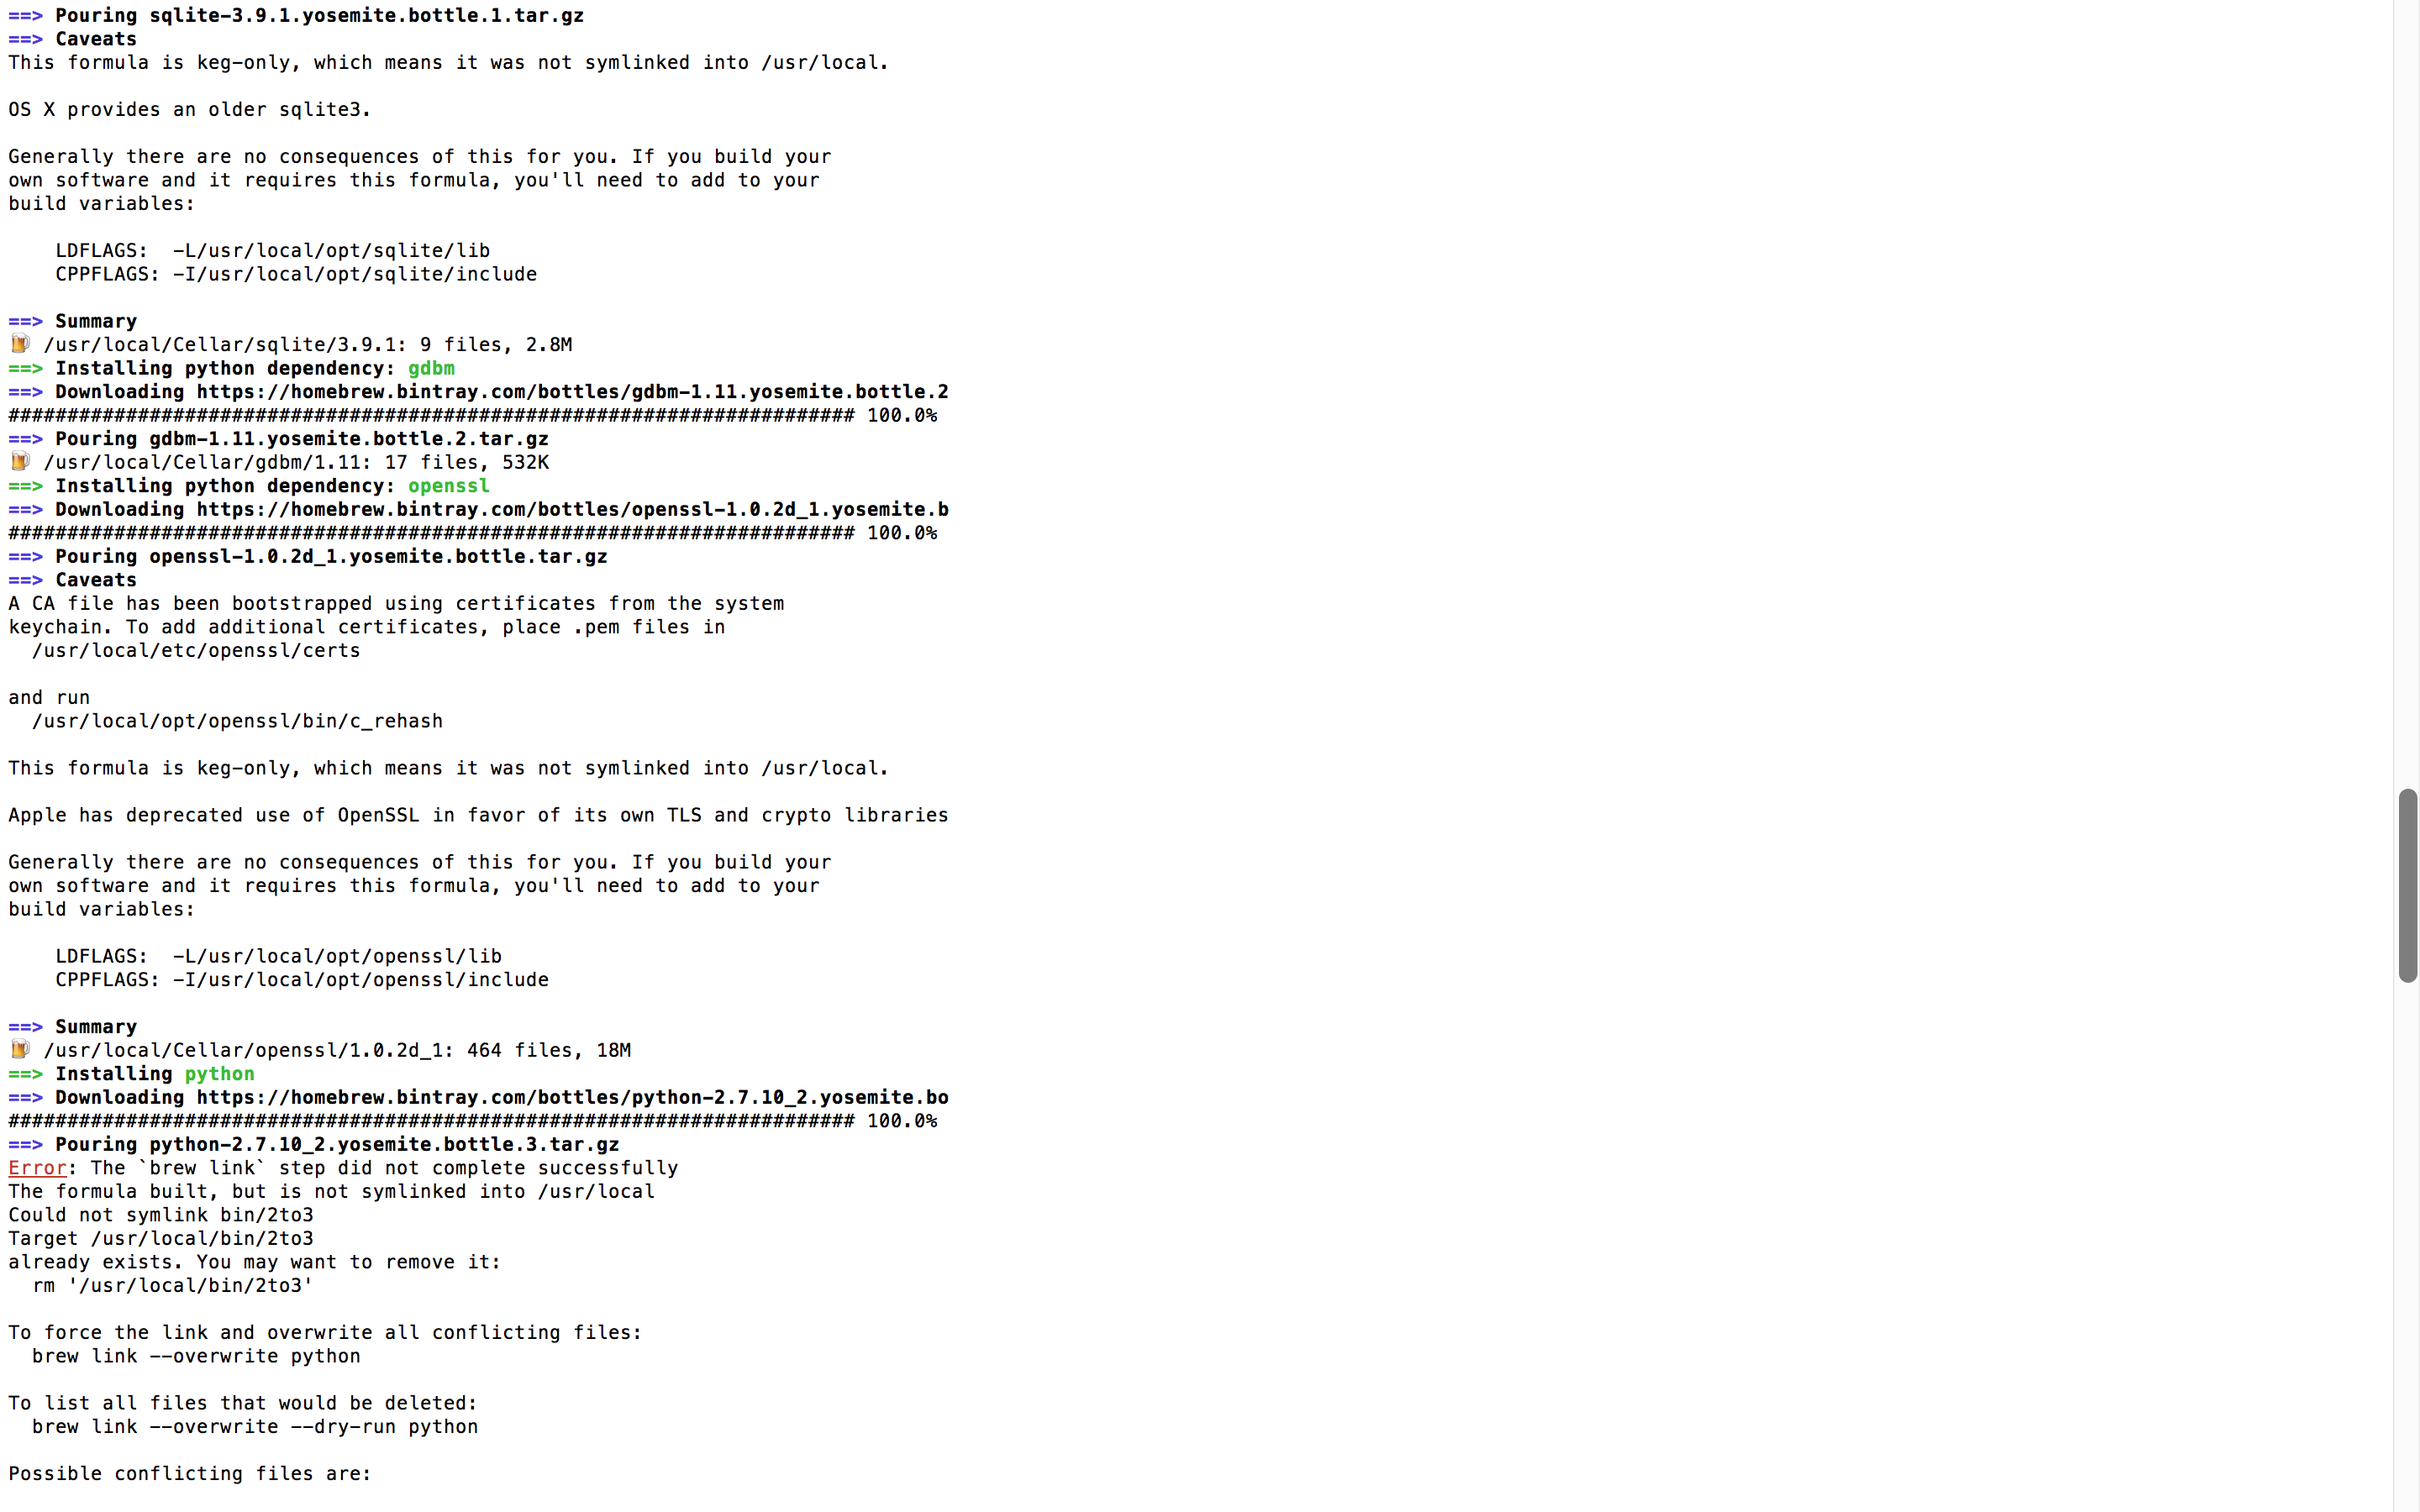 ==> Pouring sqlite-3.9.1.yosemite.bottle.1.tar.gz
==> Caveats
This formula is keg-only, which means it was not symlinked into /usr/local.
OS X provides an older sqlite3.
Generally there are no consequences of this for you. If you build your
own software and it requires this formula, you'll need to add to your
build variables:
    LDFLAGS:  -L/usr/local/opt/sqlite/lib
    CPPFLAGS: -I/usr/local/opt/sqlite/include
==> Summary
🍺 /usr/local/Cellar/sqlite/3.9.1: 9 files, 2.8M
==> Installing python dependency: gdbm
==> Downloading https://homebrew.bintray.com/bottles/gdbm-1.11.yosemite.bottle.2
######################################################################## 100.0%
==> Pouring gdbm-1.11.yosemite.bottle.2.tar.gz
🍺 /usr/local/Cellar/gdbm/1.11: 17 files, 532K
==> Installing python dependency: openssl
==> Downloading https://homebrew.bintray.com/bottles/openssl-1.0.2d_1.yosemite.b
######################################################################## 100.0%
==> Pouring openssl-1.0.2d_1.yosemite.bottle.tar.gz
==> Caveats
A CA file has been bootstrapped using certificates from the system
keychain. To add additional certificates, place .pem files in
  /usr/local/etc/openssl/certs
and run
  /usr/local/opt/openssl/bin/c_rehash
This formula is keg-only, which means it was not symlinked into /usr/local.
Apple has deprecated use of OpenSSL in favor of its own TLS and crypto libraries
Generally there are no consequences of this for you. If you build your
own software and it requires this formula, you'll need to add to your
build variables:
    LDFLAGS:  -L/usr/local/opt/openssl/lib
    CPPFLAGS: -I/usr/local/opt/openssl/include
==> Summary
🍺 /usr/local/Cellar/openssl/1.0.2d_1: 464 files, 18M
==> Installing python
==> Downloading https://homebrew.bintray.com/bottles/python-2.7.10_2.yosemite.bo
######################################################################## 100.0%
==> Pouring python-2.7.10_2.yosemite.bottle.3.tar.gz
Error: The `brew link` step did not complete successfully
The formula built, but is not symlinked into /usr/local
Could not symlink bin/2to3
Target /usr/local/bin/2to3
already exists. You may want to remove it:
  rm '/usr/local/bin/2to3'
To force the link and overwrite all conflicting files:
  brew link --overwrite python
To list all files that would be deleted:
  brew link --overwrite --dry-run python
Possible conflicting files are: